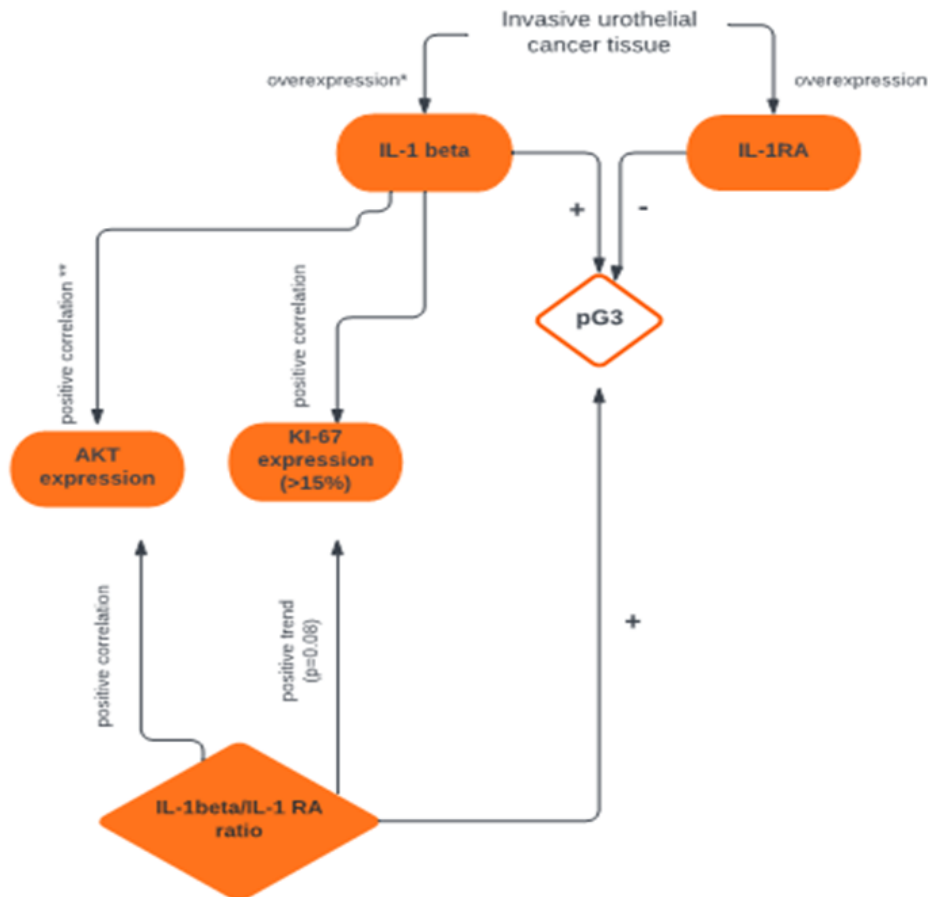 Invasive urothelial
cancer tissue
overexpression*
overexpression
IL-1 beta
IL-1RA
+
-
positive correlation **
positive correlation
pG3
AKT
expression
KI-67
expression
(>15%)
positive correlation
positive trend
(p=0.08)
+
IL-1beta/IL-1 RA
ratio